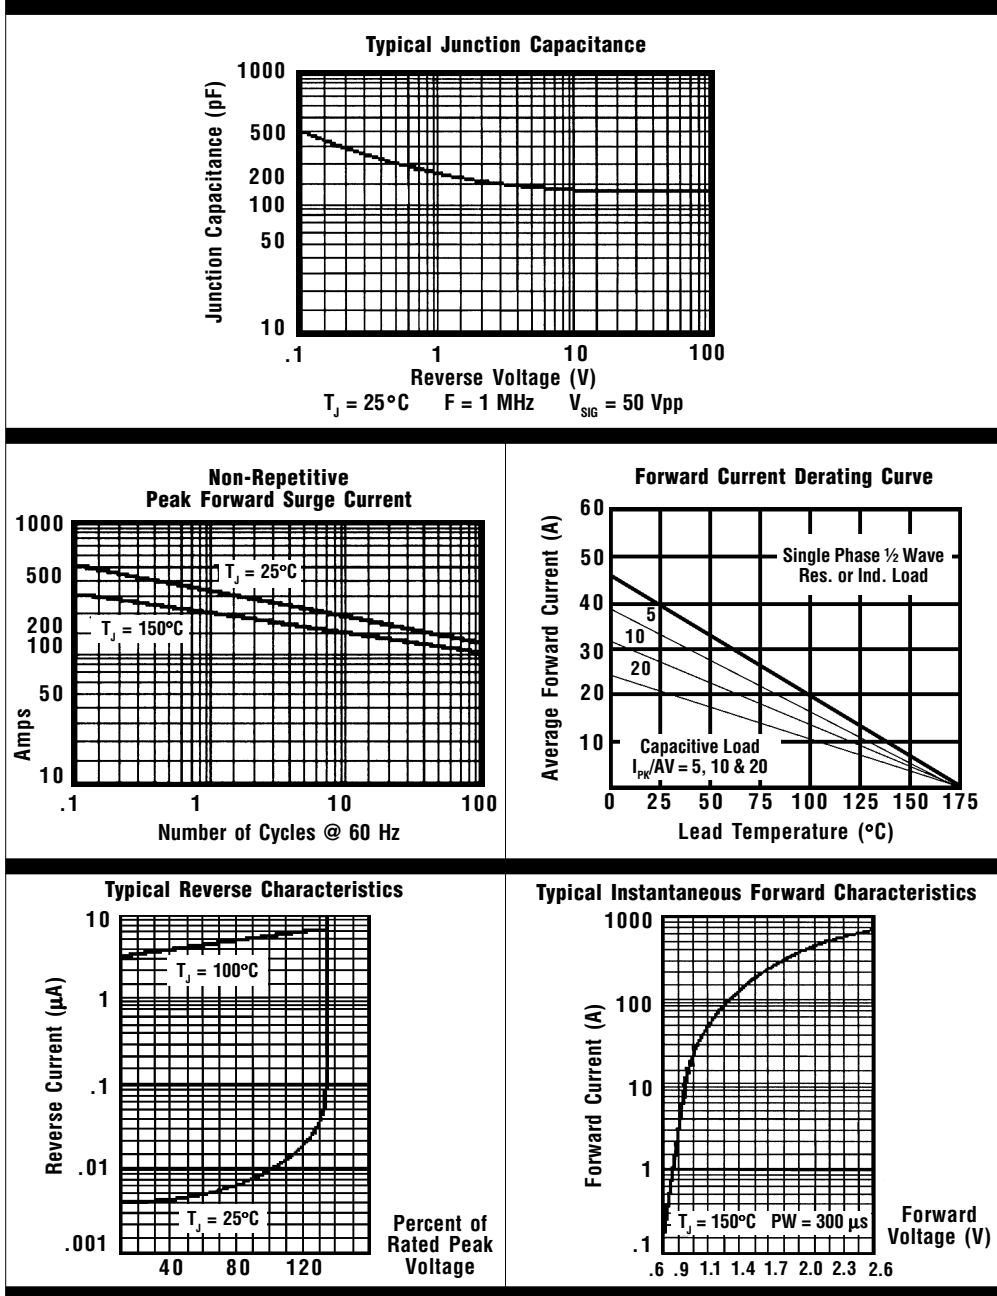 Typical Junction Capacitance
Junction Capacitance (pF)
1000
500
200
100
50
10
.1 1 10 100
Reverse Voltage (V)
TJ = 25°C F = 1 MHz VSIG = 50 Vpp
Non-Repetitive
Peak Forward Surge Current
Amps
1000
500
200
100
50
10
TJ = 25°C
TJ = 150°C
.1 1 10 100
Number of Cycles @ 60 Hz
Forward Current Derating Curve
Average Forward Current (A)
60
50
40
30
20
10
Single Phase ½ Wave
Res. or Ind. Load
5
10
20
Capacitive Load
IPK/AV = 5, 10 & 20
0 25 50 75 100 125 150 175
Lead Temperature (°C)
Typical Reverse Characteristics
Reverse Current (µA)
10
1
.1
.01
.001
TJ = 100°C
TJ = 25°C
40 80 120
Percent of
Rated Peak
Voltage
Typical Instantaneous Forward Characteristics
Forward Current (A)
1000
100
10
1
.1
TJ = 150°C PW = 300 µs
.6 .9 1.1 1.4 1.7 2.0 2.3 2.6
Forward
Voltage (V)